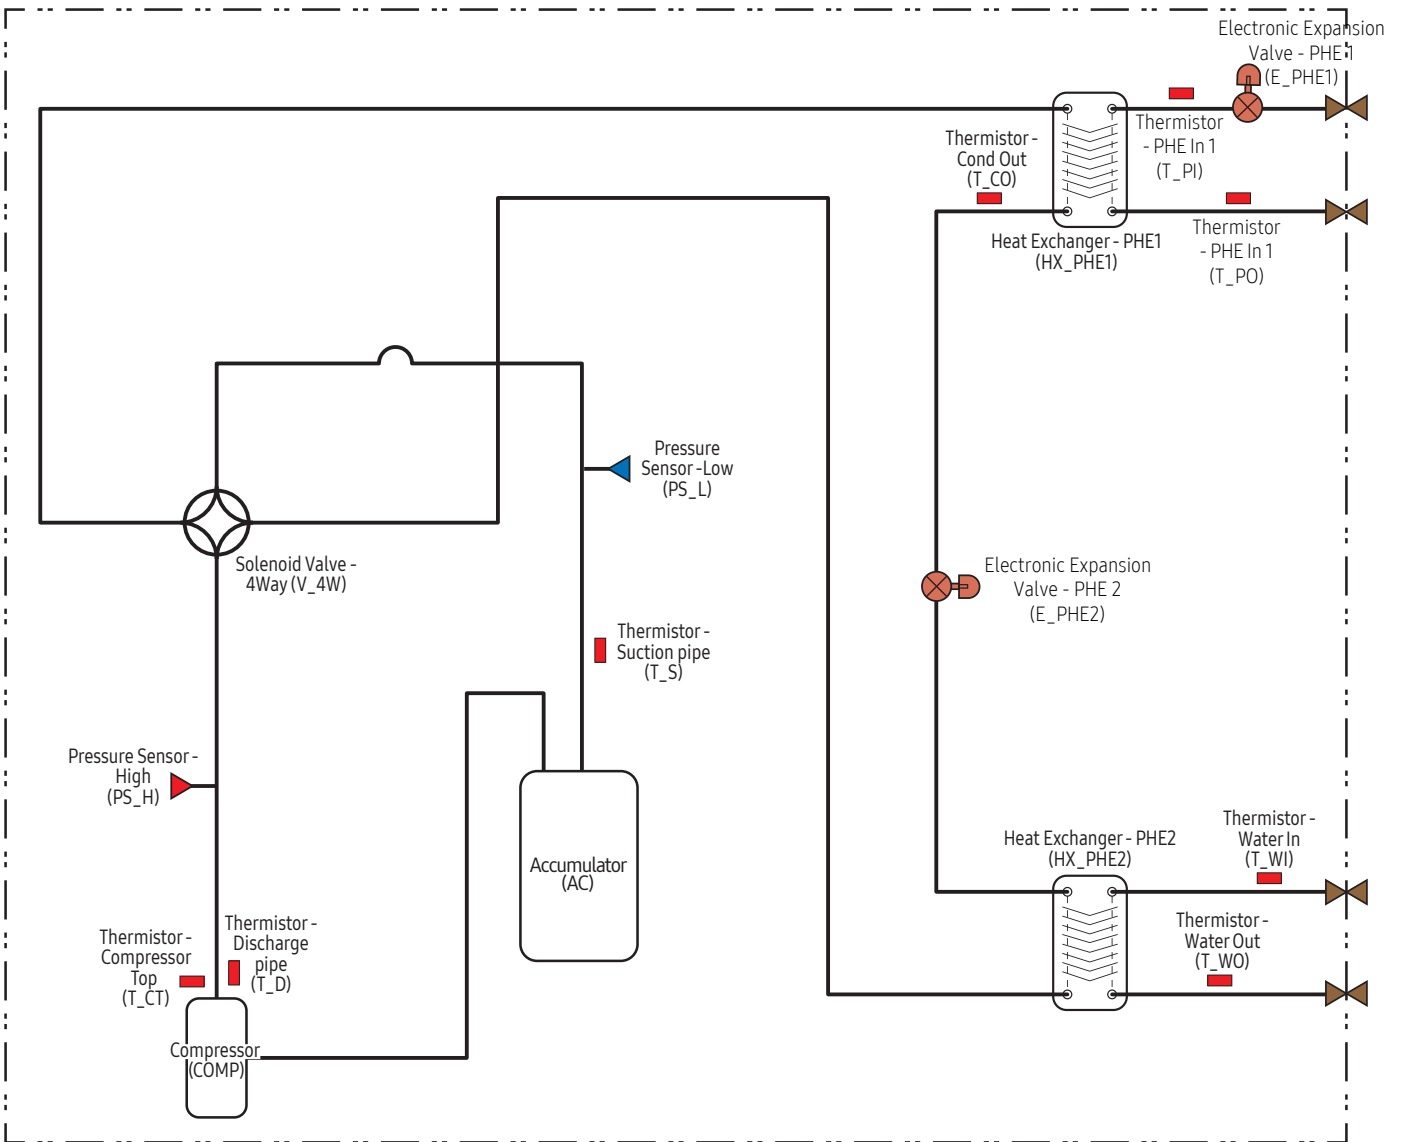 Electronic Expansion
Valve - PHE 1
(E_PHE1)
Thermistor
- PHE In 1
(T_PI)
Thermistor -
Cond Out
(T_CO)
Heat Exchanger - PHE1
(HX_PHE1)
Thermistor
- PHE In 1
(T_PO)
Pressure
Sensor -Low
(PS_L)
Solenoid Valve -
4Way (V_4W)
Electronic Expansion
Valve - PHE 2
(E_PHE2)
Thermistor -
Suction pipe
(T_S)
Pressure Sensor -
High
(PS_H)
Accumulator
(AC)
Heat Exchanger - PHE2
(HX_PHE2)
Thermistor -
Water In
(T_WI)
Thermistor -
Water Out
(T_WO)
Thermistor -
Compressor
Top
(T_CT)
Thermistor -
Discharge
pipe
(T_D)
Compressor
(COMP)